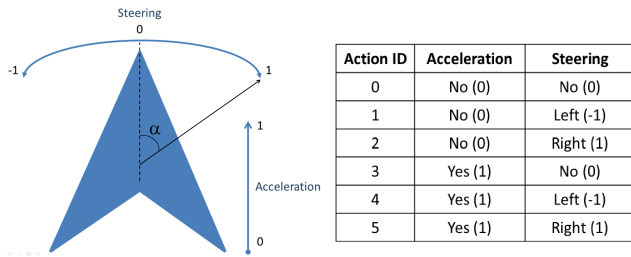 Steering
0
-1
1
α
1
Acceleration
0
Action ID Acceleration Steering
0 No (0) No (0)
1 No (0) Left (-1)
2 No (0) Right (1)
3 Yes (1) No (0)
4 Yes (1) Left (-1)
5 Yes (1) Right (1)